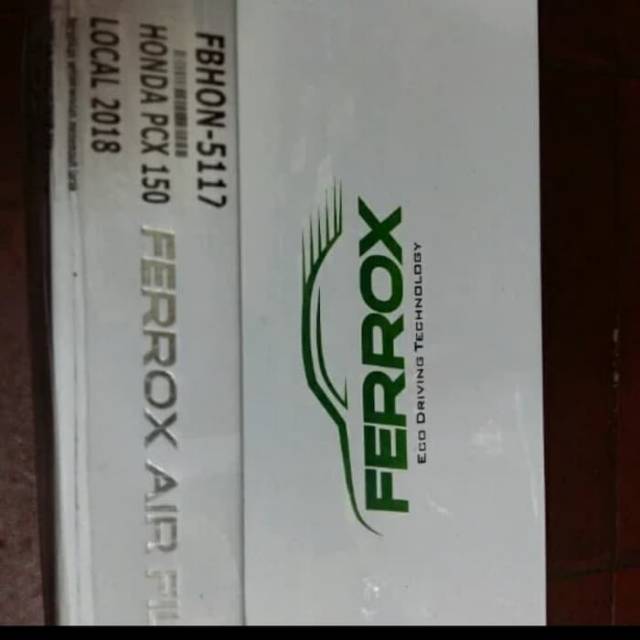 FBHON-5117
HONDA PCX 150
LOCAL 2018
FERROX AIR
FERROX
ECO DRIVING TECHNOLOGY